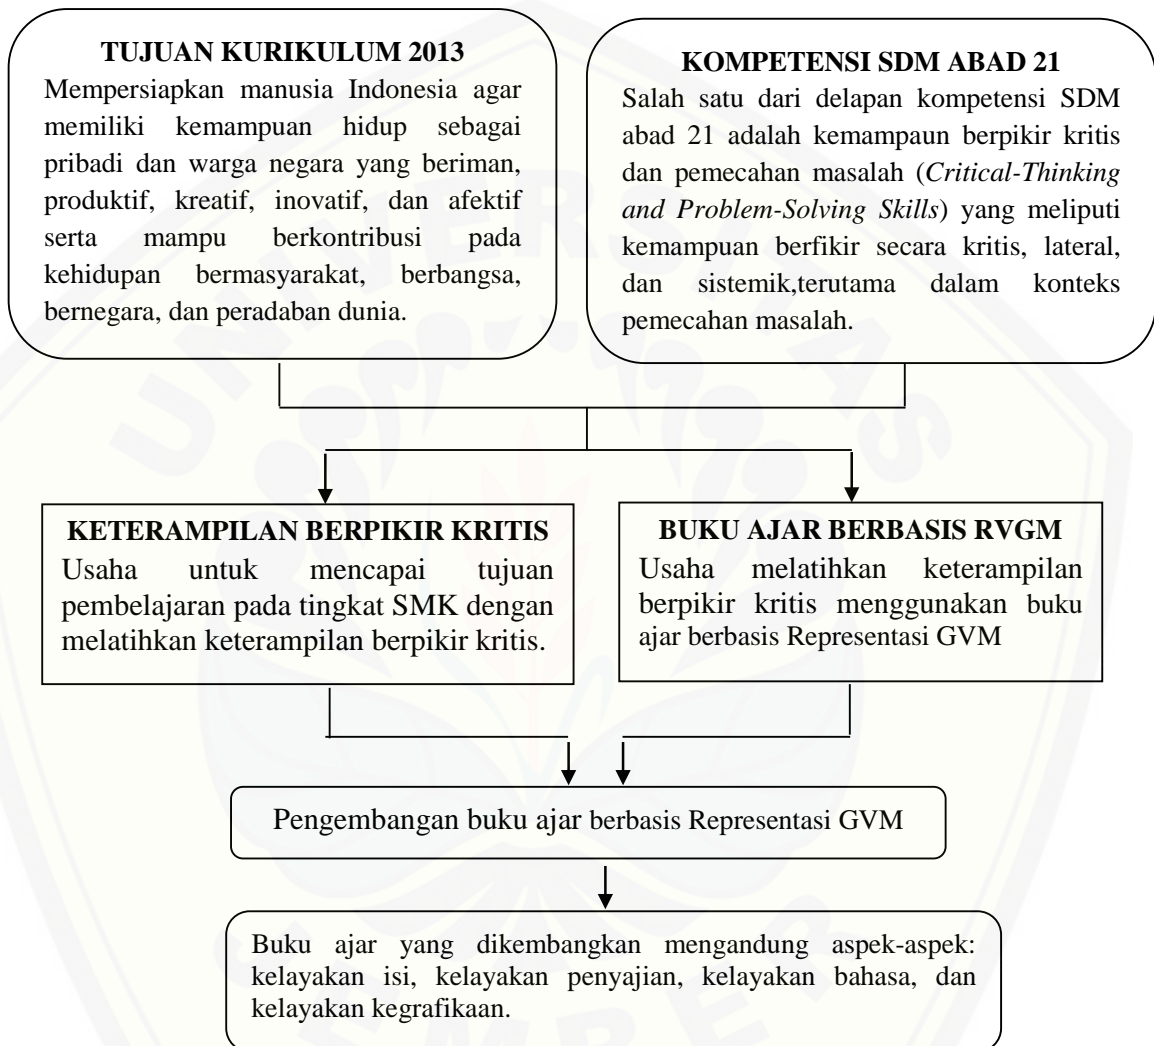 TUJUAN KURIKULUM 2013
Mempersiapkan manusia Indonesia agar
memiliki kemampuan hidup sebagai
pribadi dan warga negara yang beriman,
produktif, kreatif, inovatif, dan afektif
serta mampu berkontribusi pada
kehidupan bermasyarakat, berbangsa,
bernegara, dan peradaban dunia.
KOMPETENSI SDM ABAD 21
Salah satu dari delapan kompetensi SDM
abad 21 adalah kemampaun berpikir kritis
dan pemecahan masalah (Critical-Thinking
and Problem-Solving Skills) yang meliputi
kemampuan berfikir secara kritis, lateral,
dan sistemik,terutama dalam konteks
pemecahan masalah.
KETERAMPILAN BERPIKIR KRITIS
Usaha untuk mencapai tujuan
pembelajaran pada tingkat SMK dengan
melatihkan keterampilan berpikir kritis.
BUKU AJAR BERBASIS RVGM
Usaha melatihkan keterampilan
berpikir kritis menggunakan buku
ajar berbasis Representasi GVM
Pengembangan buku ajar berbasis Representasi GVM
Buku ajar yang dikembangkan mengandung aspek-aspek:
kelayakan isi, kelayakan penyajian, kelayakan bahasa, dan
kelayakan kegrafikaan.
UNIVERSITAS
JEMBER